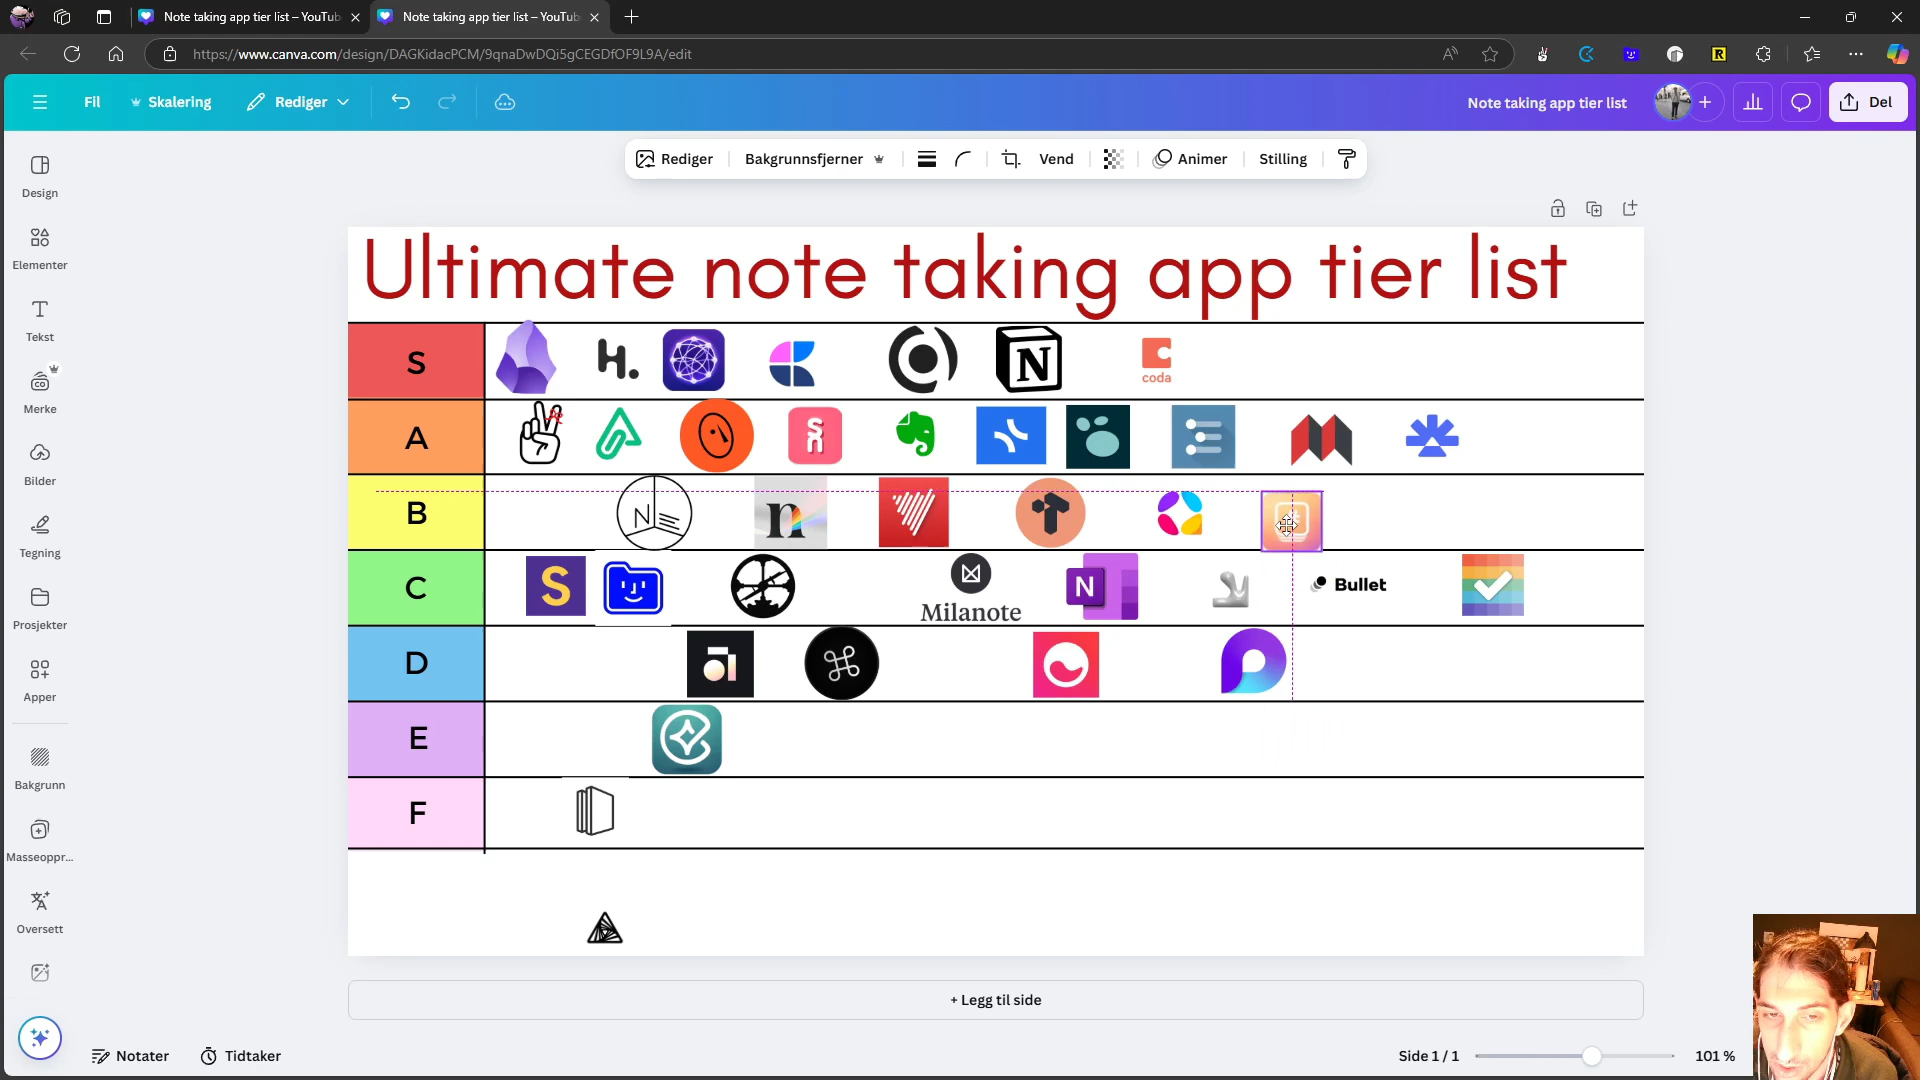 Note taking app tier list – YouTub
Note taking app tier list – YouTub
https://www.canva.com/design/DAGKidacPCM/9qnaDwDQi5gCEGDfOF9L9A/edit
Fil
Skalering
Rediger
Note taking app tier list
Del
Rediger
Bakgrunnsfjerner
Vend
Animer
Stilling
Design
Elementer
Tekst
Merke
Bilder
Tegning
Prosjekter
Apper
Bakgrunn
Masseoppr...
Oversett
Ultimate note taking app tier list
S
H.
N
coda
A
sn
B
N
n
C
S
Milanote
N
Bullet
D
E
F
+ Legg til side
Notater
Tidtaker
Side 1 / 1
101 %